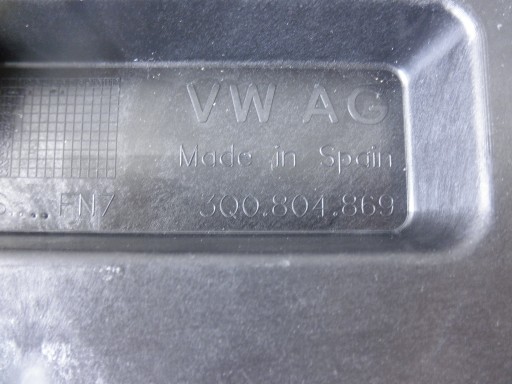 VW AG
Made in Spain
... FN7 3Q0.804.869